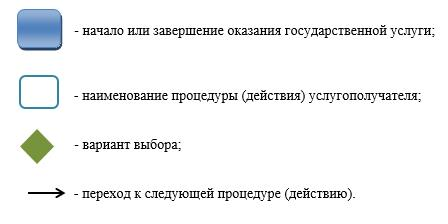 - начало или завершение оказания государственной услуги;
- наименование процедуры (действия) услугополучателя;
- вариант выбора;
- переход к следующей процедуре (действию).